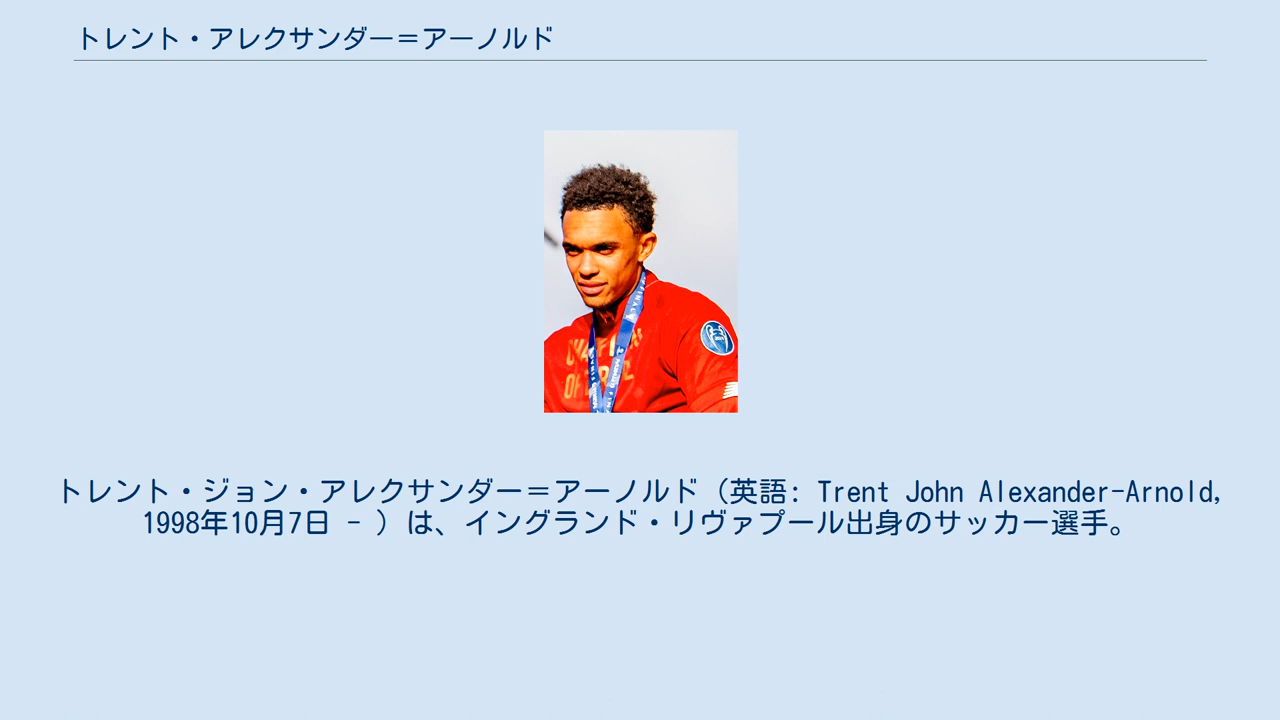 トレント・アレクサンダー＝アーノルド
トレント・ジョン・アレクサンダー＝アーノルド（英語: Trent John Alexander-Arnold,
1998年10月7日 - ）は、イングランド・リヴァプール出身のサッカー選手。